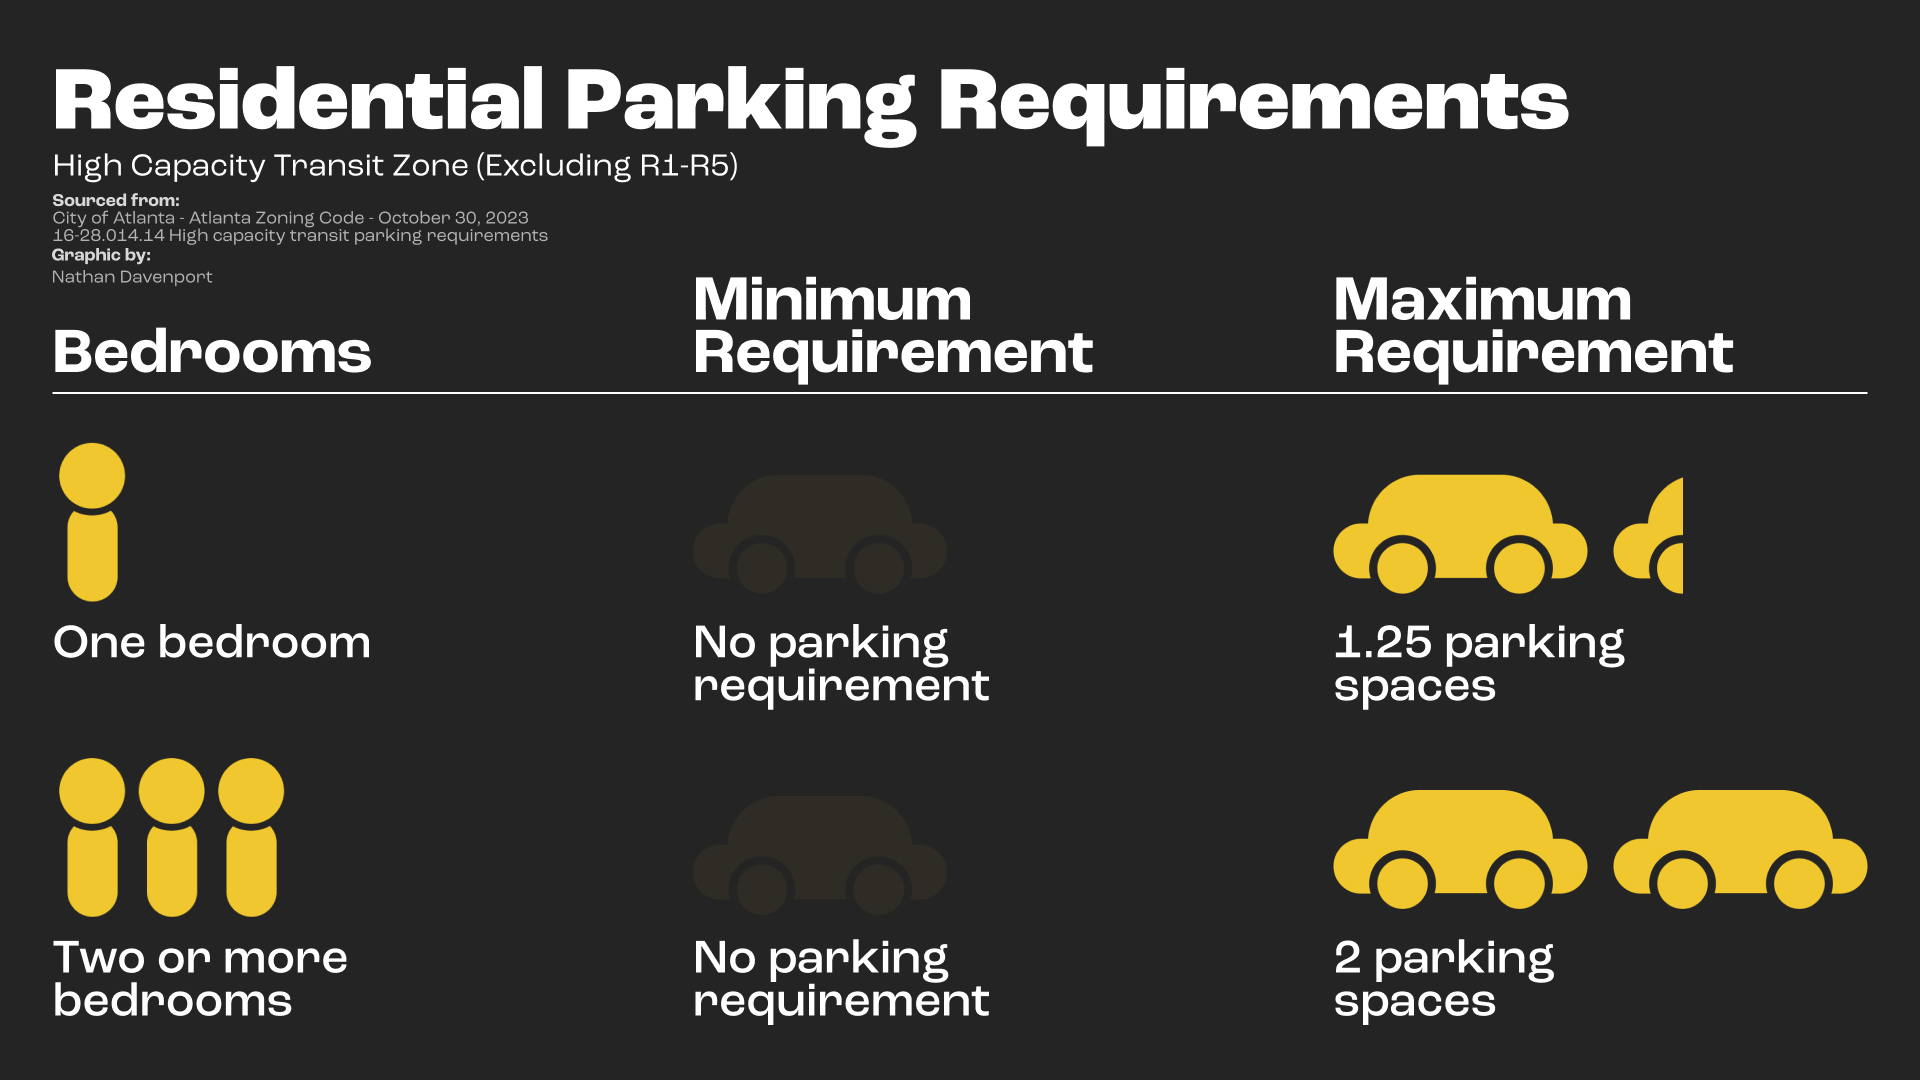 Residential Parking Requirements
High Capacity Transit Zone (Excluding R1-R5)
Sourced from:
City of Atlanta - Atlanta Zoning Code - October 30, 2023
16-28.014.14 High capacity transit parking requirements
Graphic by:
Nathan Davenport
Bedrooms
Minimum
Requirement
Maximum
Requirement
One bedroom
No parking
requirement
1.25 parking
spaces
Two or more
bedrooms
No parking
requirement
2 parking
spaces